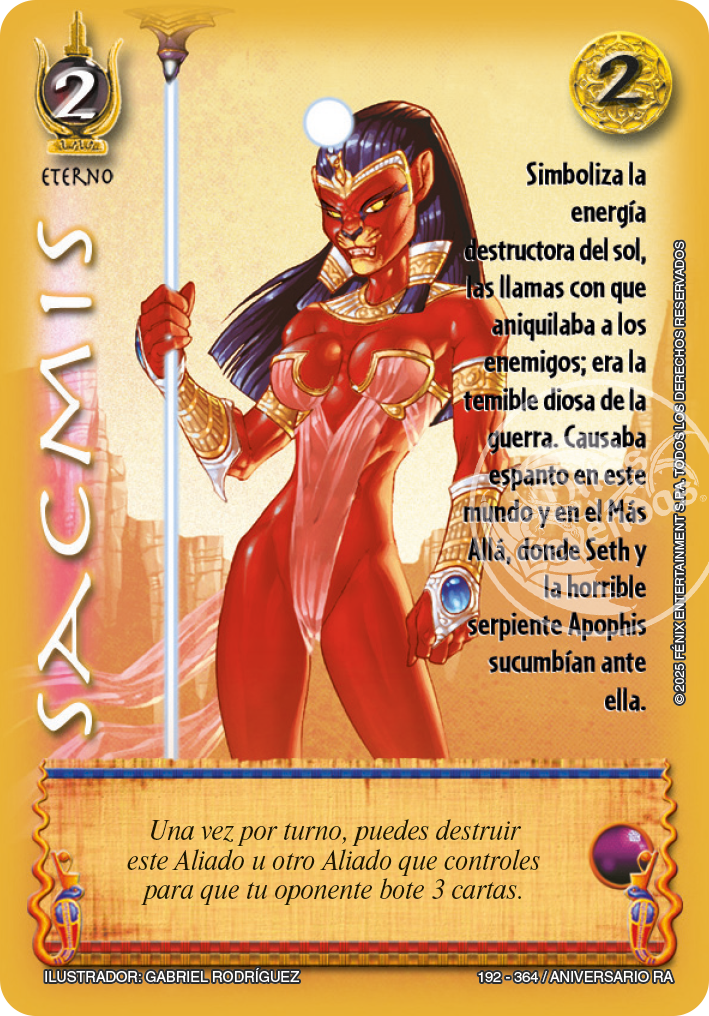 2
ETERNO
2
SACMIS
Simboliza la
energía
destructora del sol,
las llamas con que
aniquilaba a los
enemigos; era la
temible diosa de la
guerra. Causaba
espanto en este
mundo y en el Más
Allá, donde Seth y
la horrible
serpiente Apophis
sucumbían ante
ella.
© 2025 FÉNIX ENTERTAINMENT S.P.A. TODOS LOS DERECHOS RESERVADOS
Una vez por turno, puedes destruir
este Aliado u otro Aliado que controles
para que tu oponente bote 3 cartas.
ILUSTRADOR: GABRIEL RODRÍGUEZ
192 - 364 / ANIVERSARIO RA